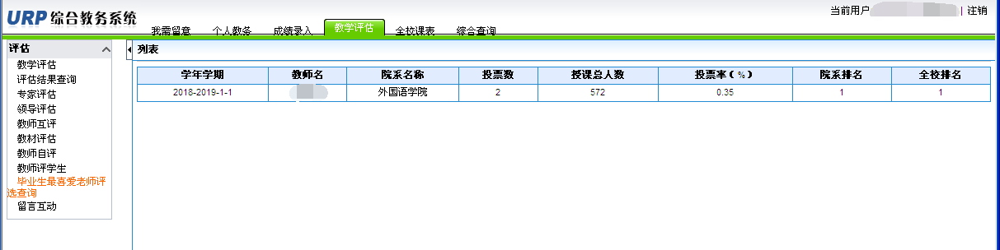 URP 综合教务系统
当前用户 | 注销
我需留意 个人教务 成绩录入 教学评估 全校课表 综合查询
评估
教学评估
评估结果查询
专家评估
领导评估
教师互评
教材评估
教师自评
教师评学生
毕业生最喜爱老师评
选查询
留言互动
列表
学年学期 教师名 院系名称 投票数 授课总人数 投票率(%) 院系排名 全校排名
2018-2019-1-1 外国语学院 2 572 0.35 1 1